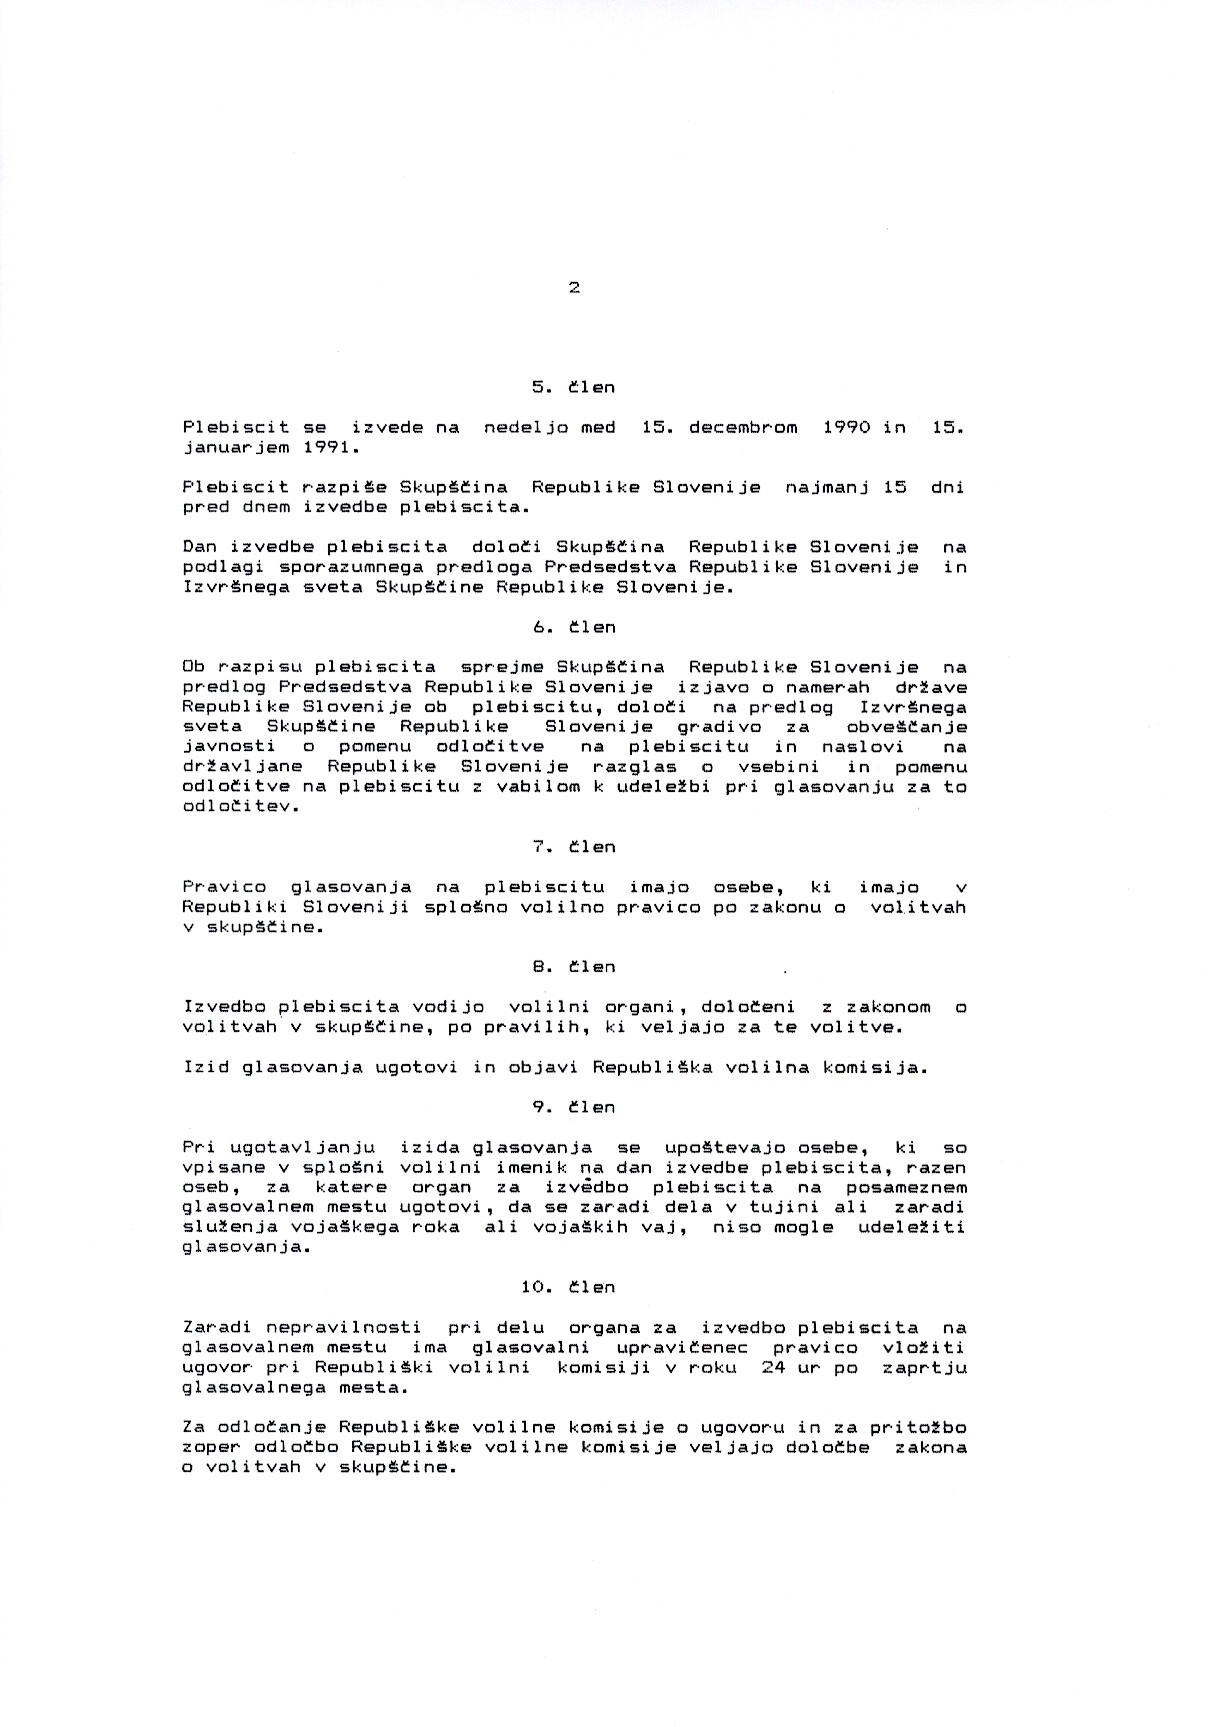 2
5. člen
Plebiscit se izvede na nedeljo med 15. decembrom 1990 in 15.
januarjem 1991.
Plebiscit razpiše Skupščina Republike Slovenije najmanj 15 dni
pred dnem izvedbe plebiscita.
Dan izvedbe plebiscita določi Skupščina Republike Slovenije na
podlagi sporazumnega predloga Predsedstva Republike Slovenije in
Izvršnega sveta Skupščine Republike Slovenije.
6. člen
Ob razpisu plebiscita sprejme Skupščina Republike Slovenije na
predlog Predsedstva Republike Slovenije izjavo o namerah države
Republike Slovenije ob plebiscitu, določi na predlog Izvršnega
sveta Skupščine Republike Slovenije gradivo za obveščanje
javnosti o pomenu odločitve na plebiscitu in naslovi na
državljane Republike Slovenije razglas o vsebini in pomenu
odločitve na plebiscitu z vabilom k udeležbi pri glasovanju za to
odločitev.
7. člen
Pravico glasovanja na plebiscitu imajo osebe, ki imajo v
Republiki Sloveniji splošno volilno pravico po zakonu o volitvah
v skupščine.
8. člen
Izvedbo plebiscita vodijo volilni organi, določeni z zakonom o
volitvah v skupščine, po pravilih, ki veljajo za te volitve.
Izid glasovanja ugotovi in objavi Republiška volilna komisija.
9. člen
Pri ugotavljanju izida glasovanja se upoštevajo osebe, ki so
vpisane v splošni volilni imenik na dan izvedbe plebiscita, razen
oseb, za katere organ za izvedbo plebiscita na posameznem
glasovalnem mestu ugotovi, da se zaradi dela v tujini ali zaradi
služenja vojaškega roka ali vojaških vaj, niso mogle udeležiti
glasovanja.
10. člen
Zaradi nepravilnosti pri delu organa za izvedbo plebiscita na
glasovalnem mestu ima glasovalni upravičenec pravico vložiti
ugovor pri Republiški volilni komisiji v roku 24 ur po zaprtju
glasovalnega mesta.
Za odločanje Republiške volilne komisije o ugovoru in za pritožbo
zoper odločbo Republiške volilne komisije veljajo določbe zakona
o volitvah v skupščine.